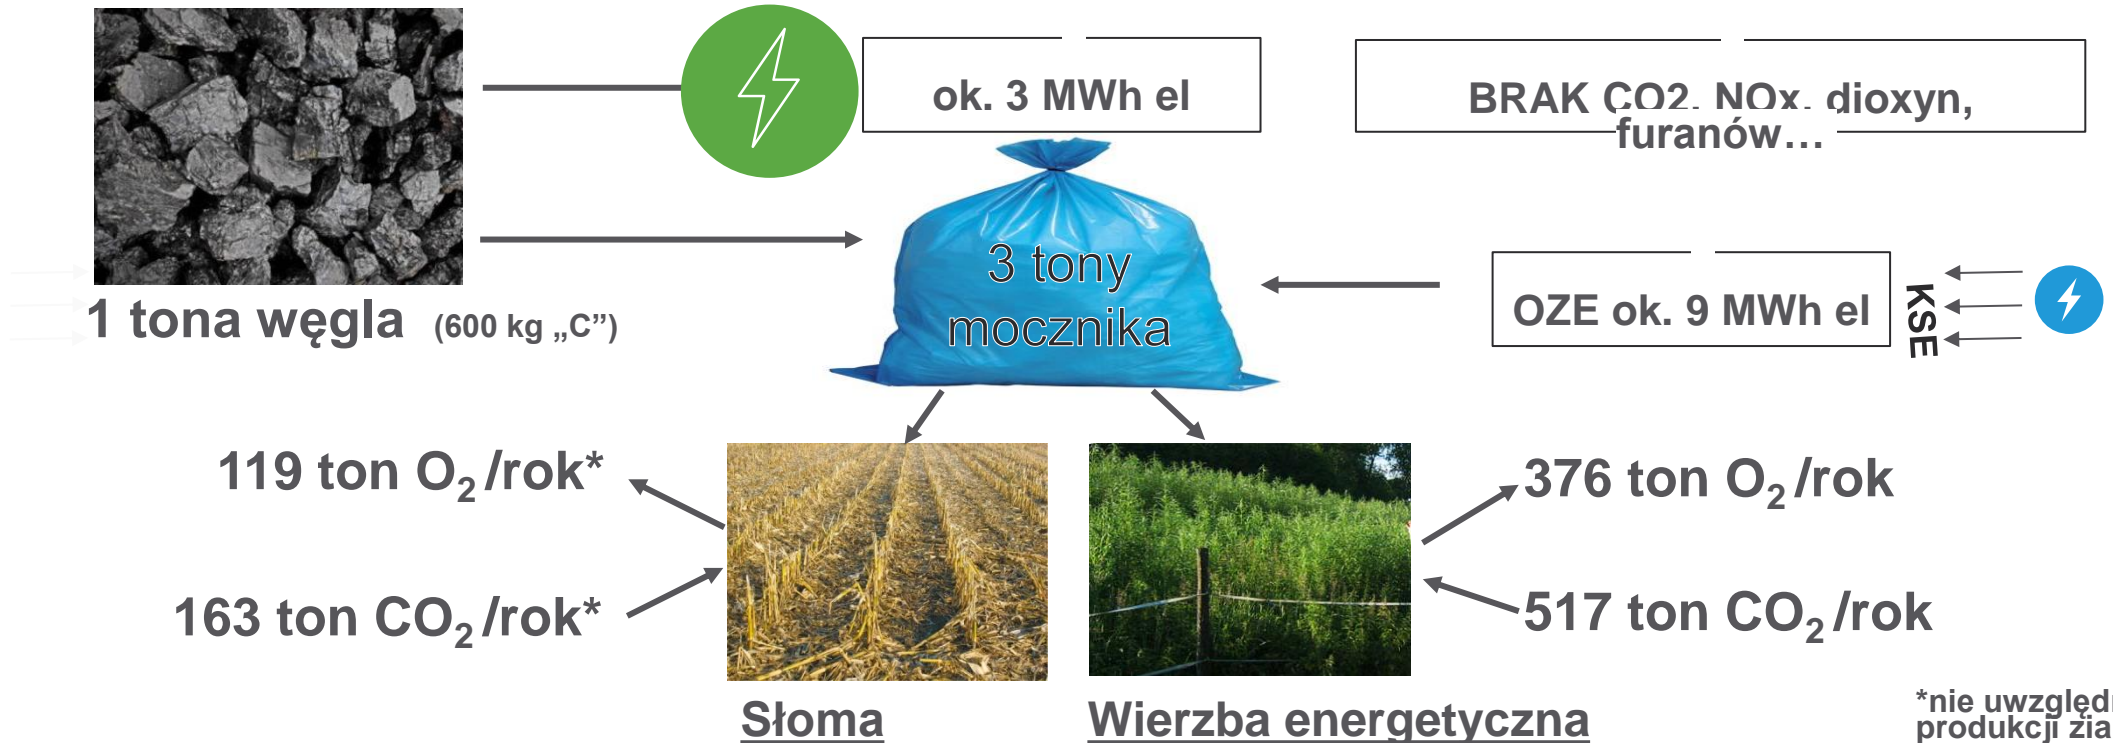 ok. 3 MWh el
BRAK CO2, NOx, dioxyn,
furanów…
3 tony
mocznika
1 tona węgla (600 kg „C”)
OZE ok. 9 MWh el
KSE
119 ton O₂/rok*
376 ton O₂/rok
163 ton CO₂/rok*
517 ton CO₂/rok
Słoma
Wierzba energetyczna
*nie
produkcji